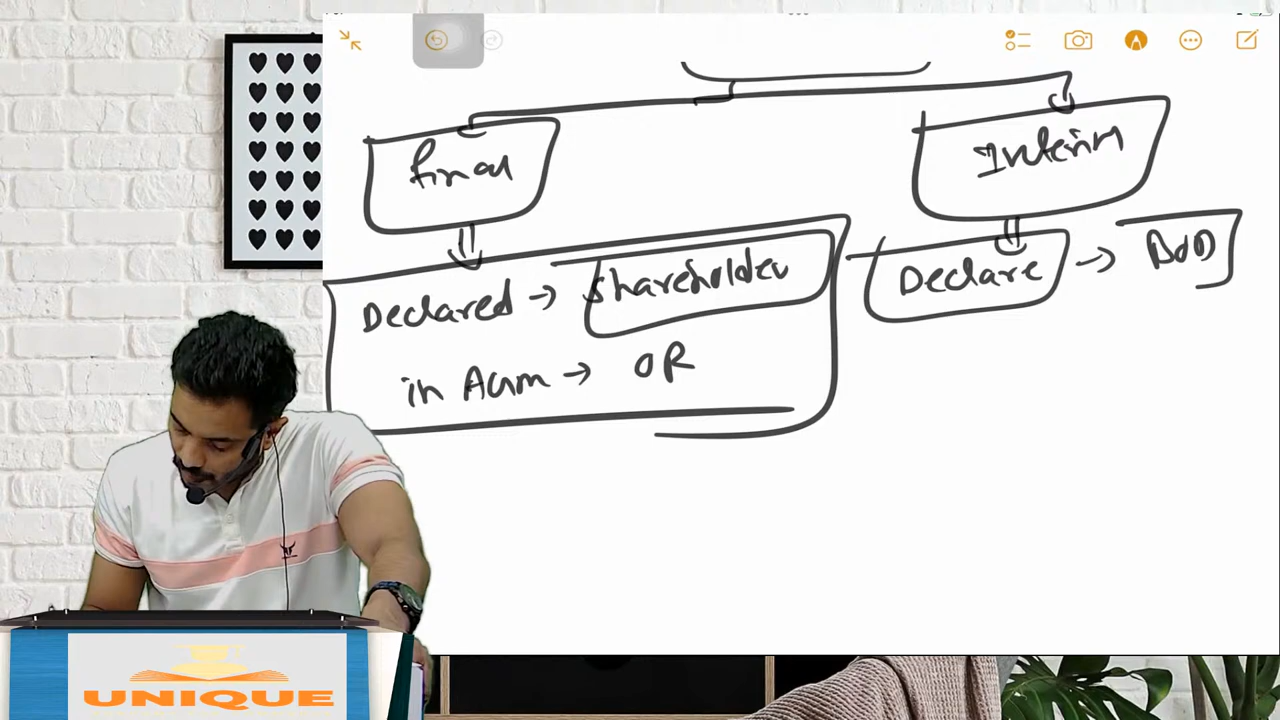 Final
Interim
Declared → Shareholder
in AGM → OR
Declare → BOD
UNIQUE